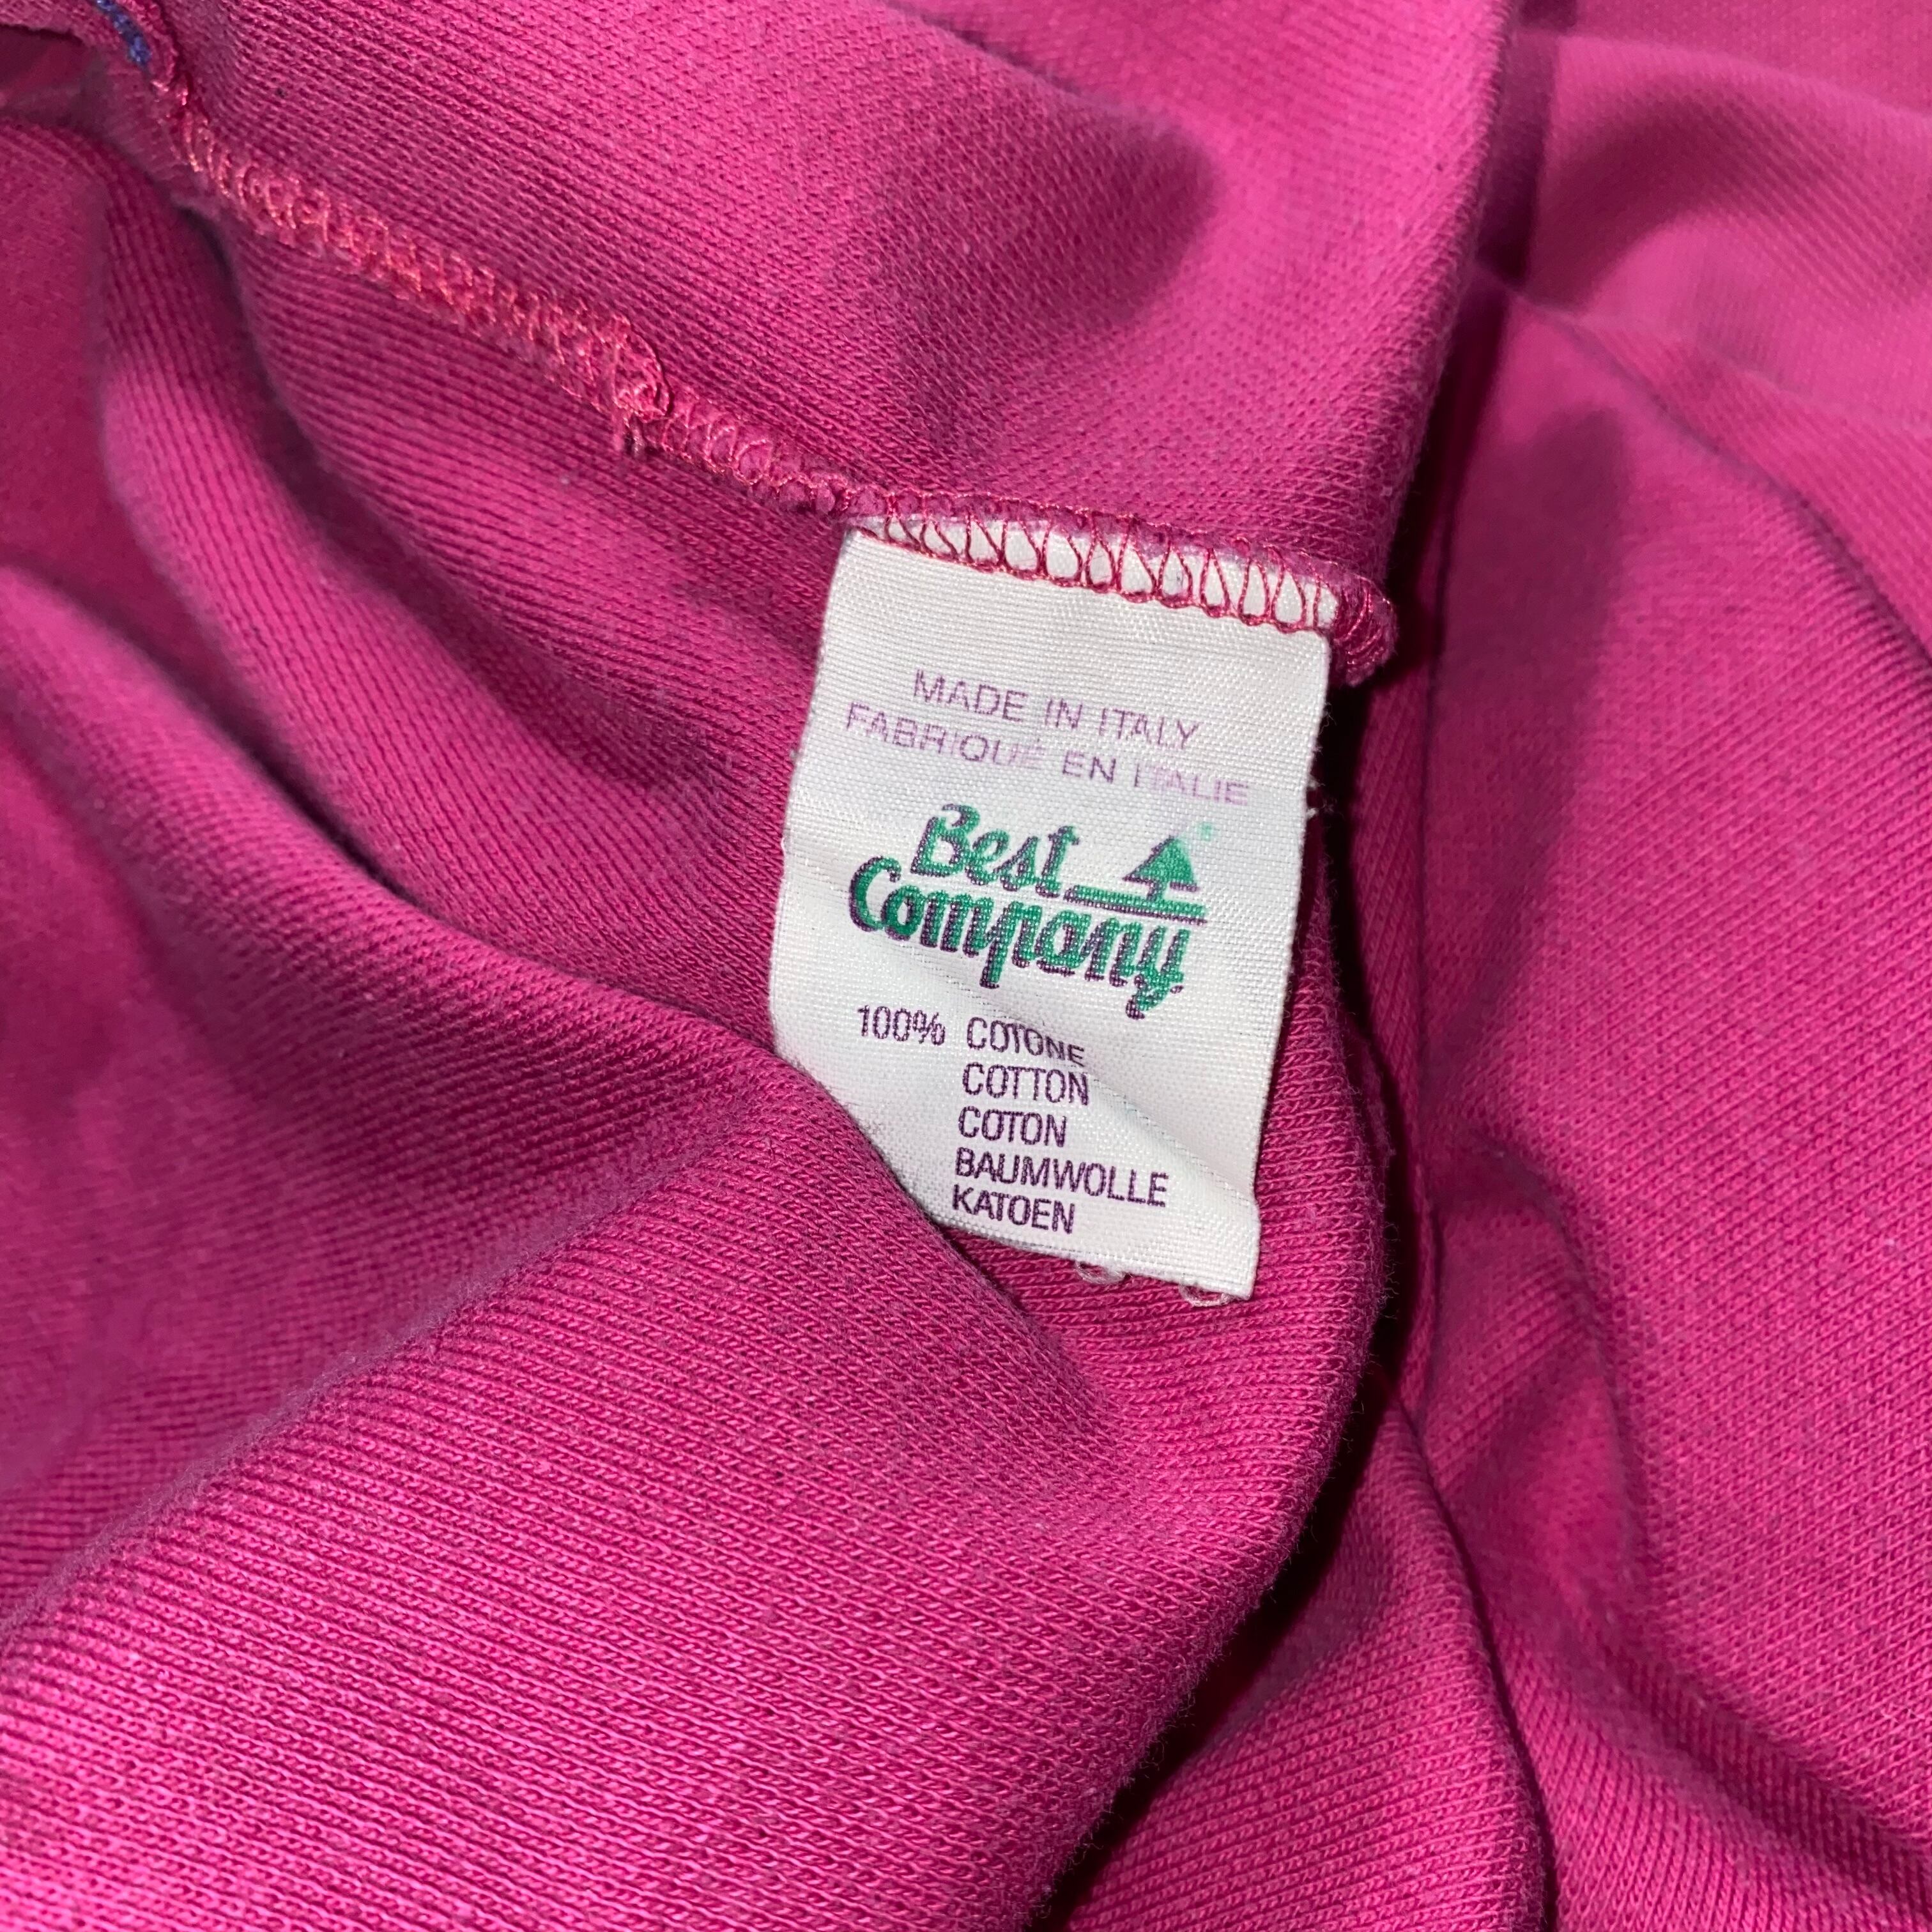 MADE IN ITALY
FABRIQUÉ EN ITALIE
Best
Company
100% COTONE
COTTON
COTON
BAUMWOLLE
KATOEN